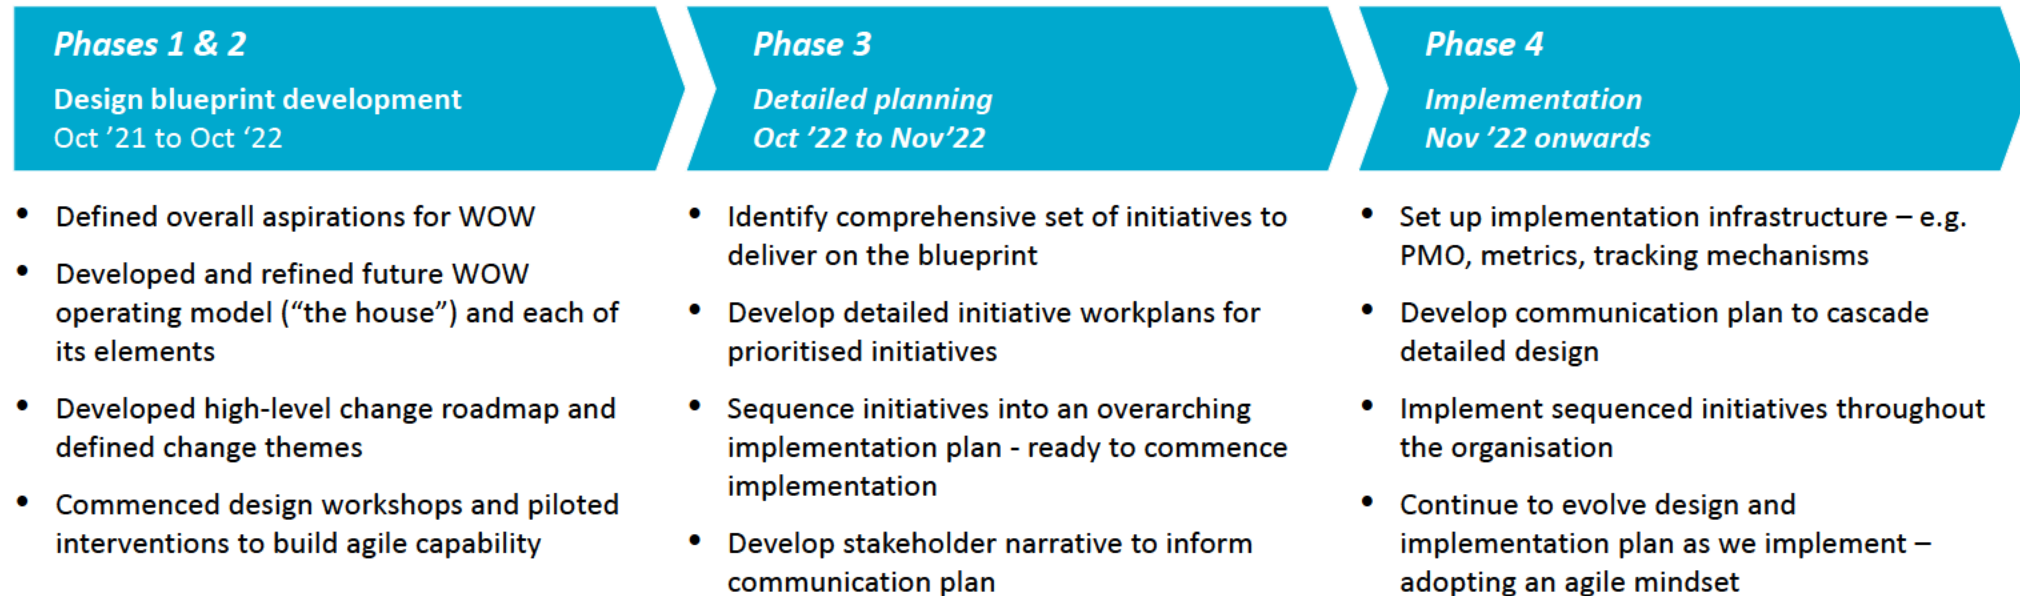 Phases 1 & 2
Design blueprint development
Oct ’21 to Oct ‘22
• Defined overall aspirations for WOW
• Developed and refined future WOW
operating model (“the house”) and each of
its elements
• Developed high-level change roadmap and
defined change themes
• Commenced design workshops and piloted
interventions to build agile capability
Phase 3
Detailed planning
Oct ’22 to Nov’22
• Identify comprehensive set of initiatives to
deliver on the blueprint
• Develop detailed initiative workplans for
prioritised initiatives
• Sequence initiatives into an overarching
implementation plan - ready to commence
implementation
• Develop stakeholder narrative to inform
communication plan
Phase 4
Implementation
Nov ’22 onwards
• Set up implementation infrastructure – e.g.
PMO, metrics, tracking mechanisms
• Develop communication plan to cascade
detailed design
• Implement sequenced initiatives throughout
the organisation
• Continue to evolve design and
implementation plan as we implement –
adopting an agile mindset